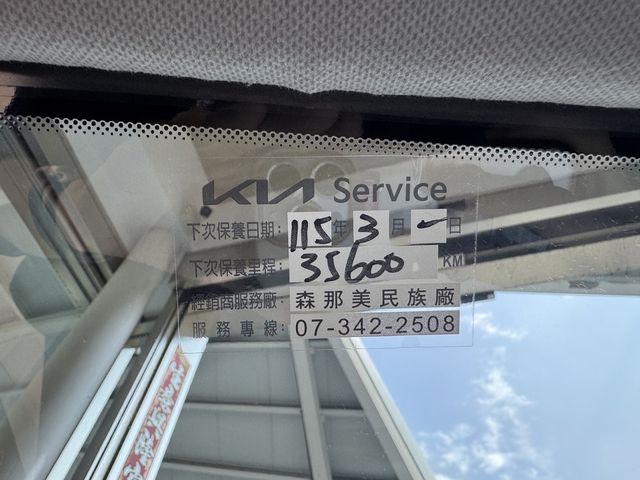 KIA Service
下次保養日期：115年3月 日
下次保養里程：35600 KM
經銷商服務廠：森那美民族廠
服務專線：07-342-2508